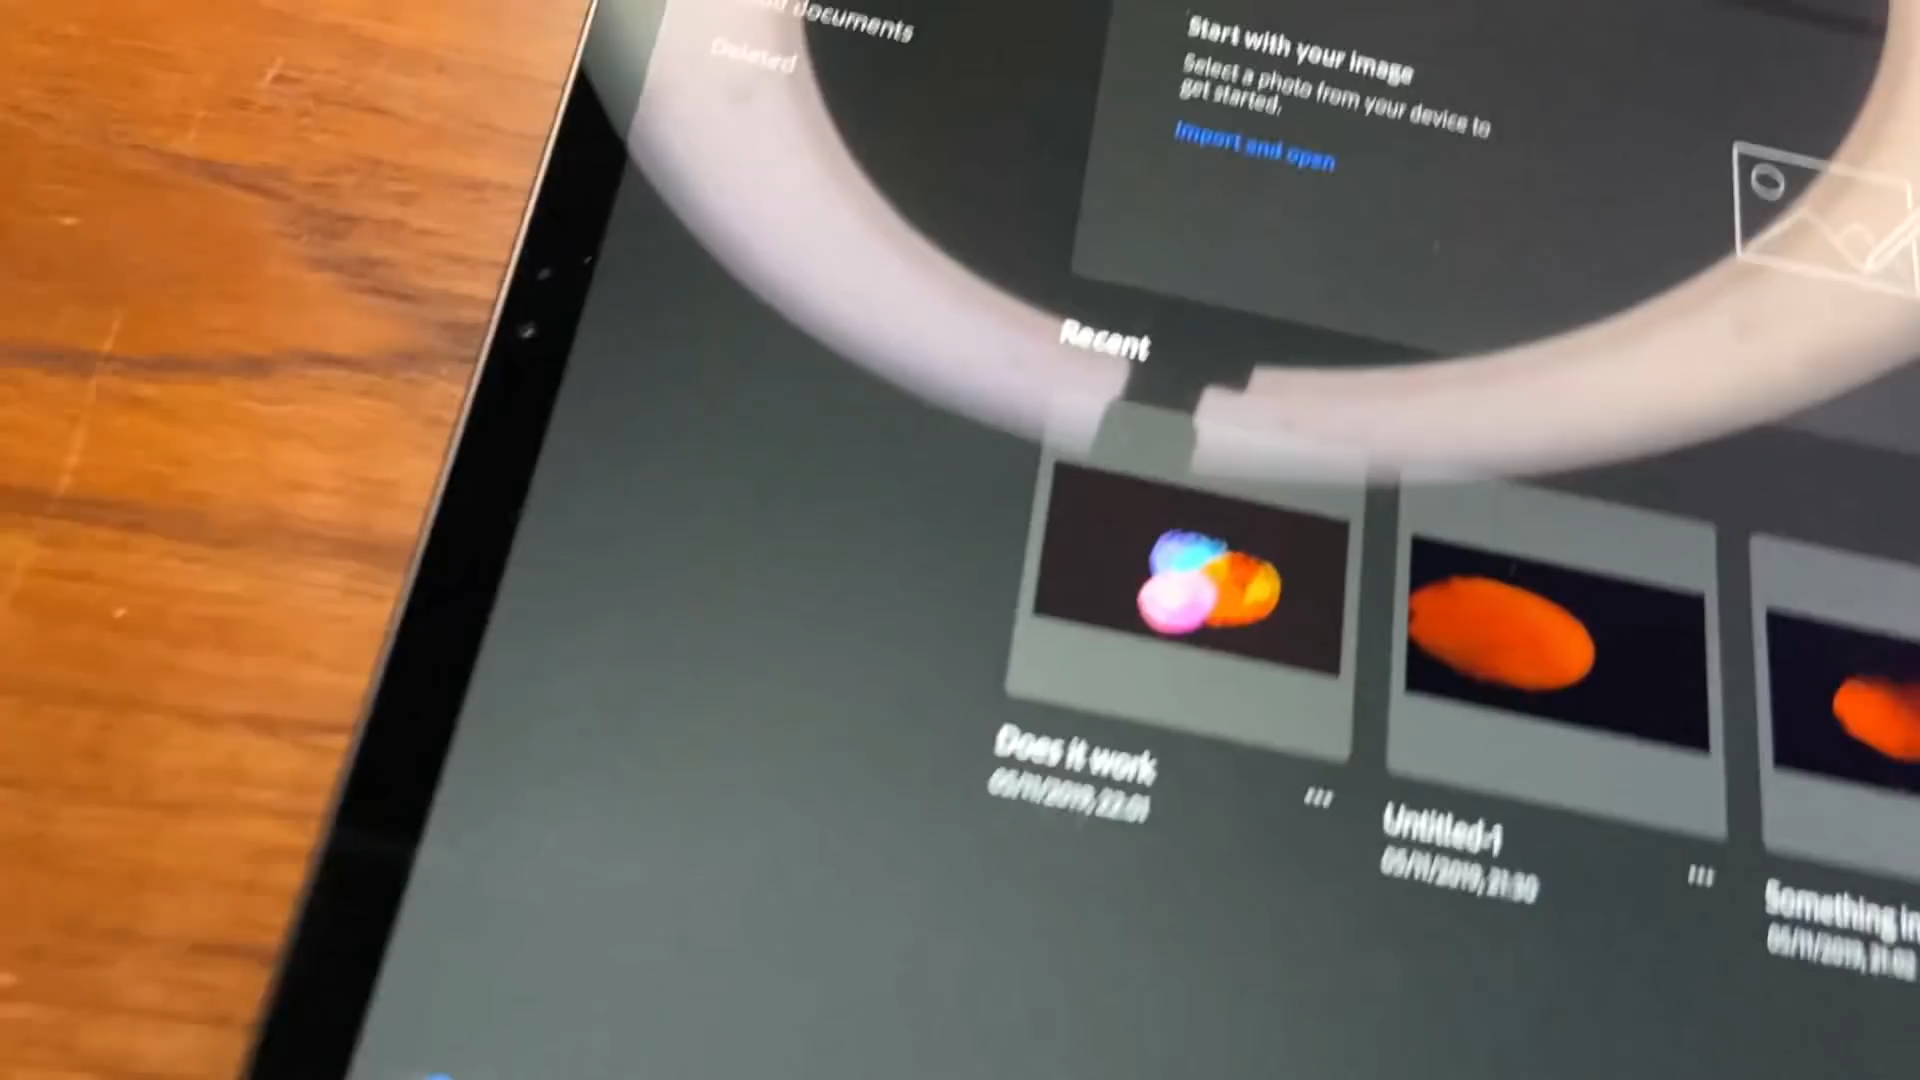 documents
Deleted
Start with your image
Select a photo from your device to
get started.
Import and open
Recent
Does it work
05/11/2019, 22:01
Untitled-1
05/11/2019, 21:30
Something in
05/11/2019, 21:02